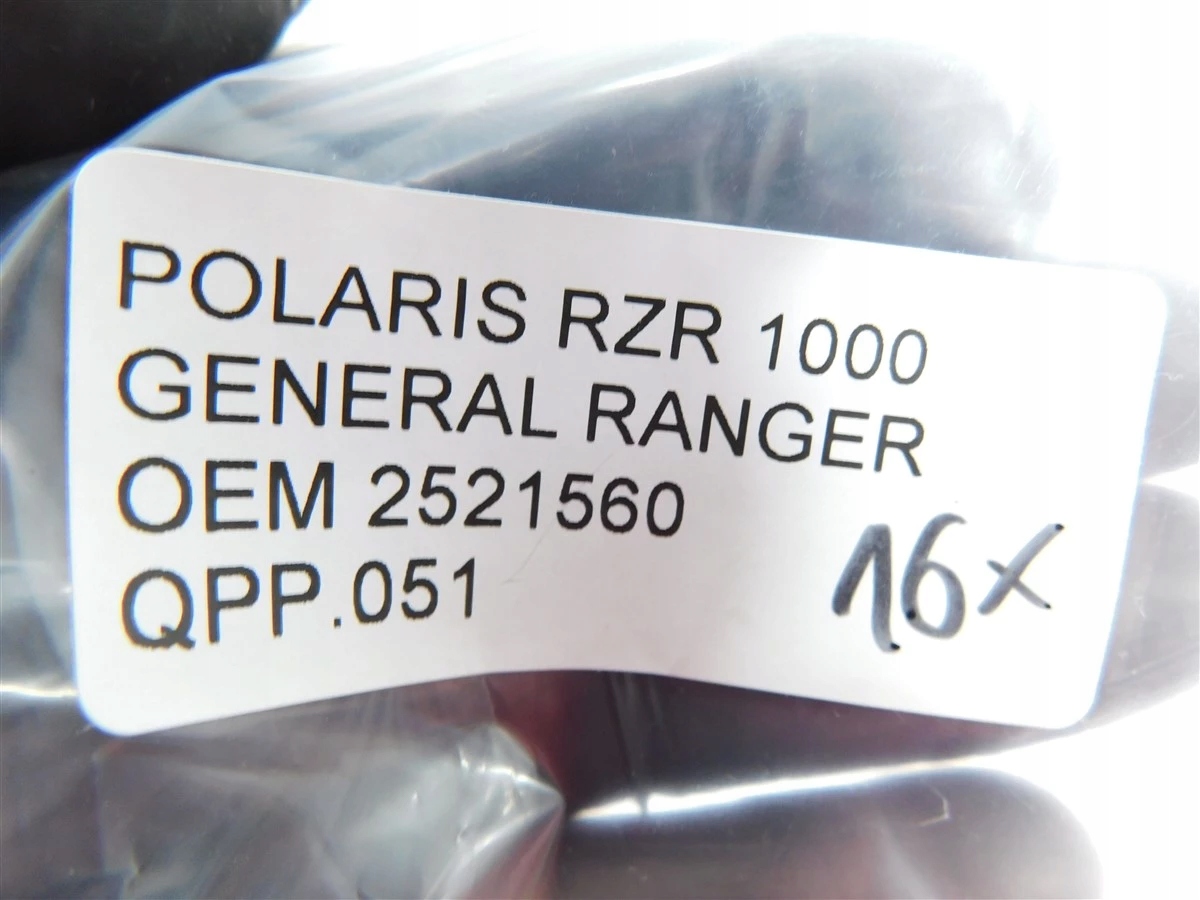 POLARIS RZR 1000
GENERAL RANGER
OEM 2521560
QPP.051
16x